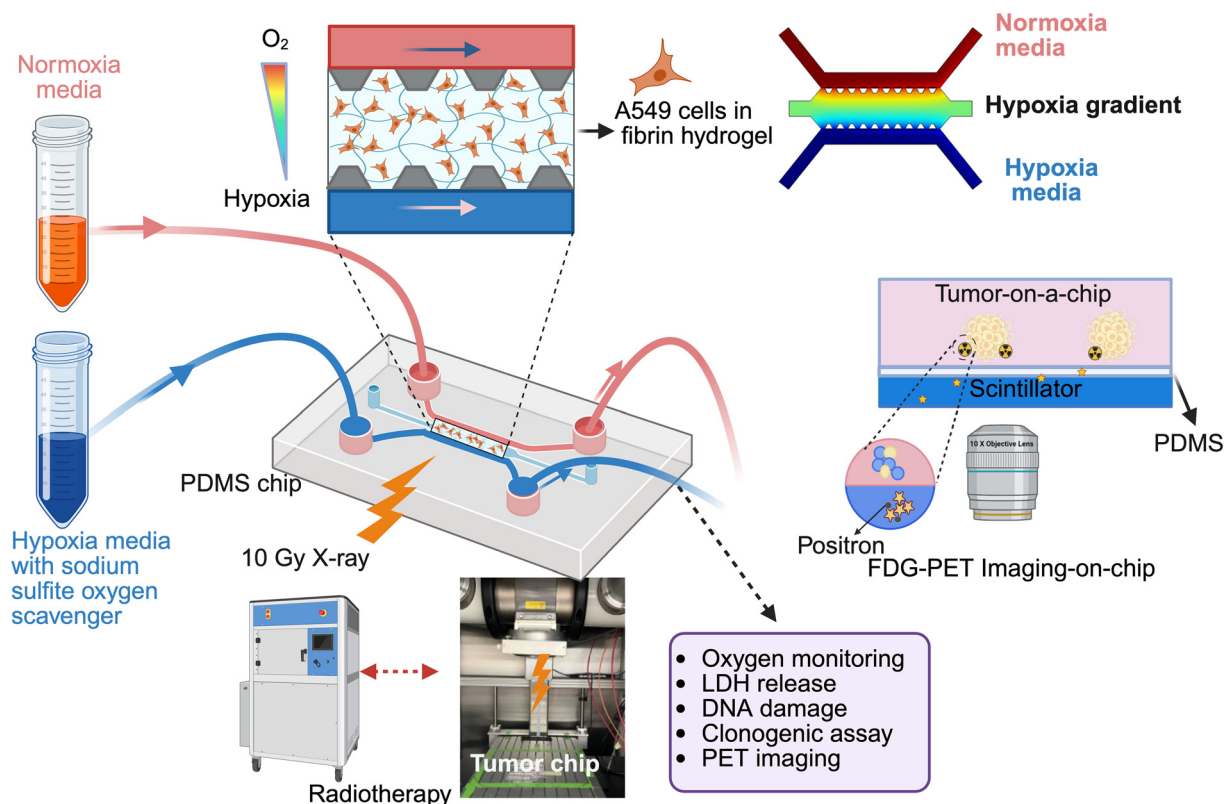 O₂
Normoxia
media
Hypoxia
A549 cells in
fibrin hydrogel
Normoxia
media
Hypoxia gradient
Hypoxia
media
Hypoxia media
with sodium
sulfite oxygen
scavenger
PDMS chip
10 Gy X-ray
Radiotherapy
Tumor chip
• Oxygen monitoring
• LDH release
• DNA damage
• Clonogenic assay
• PET imaging
Tumor-on-a-chip
Scintillator
PDMS
10 X Objective Lens
Positron
FDG-PET Imaging-on-chip